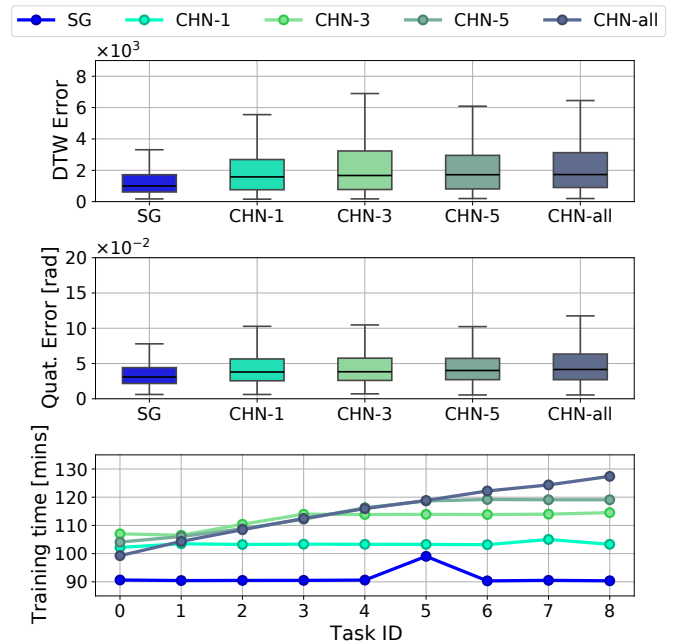 SG CHN-1 CHN-3 CHN-5 CHN-all
×10³
DTW Error
8
6
4
2
0
SG CHN-1 CHN-3 CHN-5 CHN-all
×10⁻²
Quat. Error [rad]
20
15
10
5
0
SG CHN-1 CHN-3 CHN-5 CHN-all
Training time [mins]
130
120
110
100
90
0 1 2 3 4 5 6 7 8
Task ID